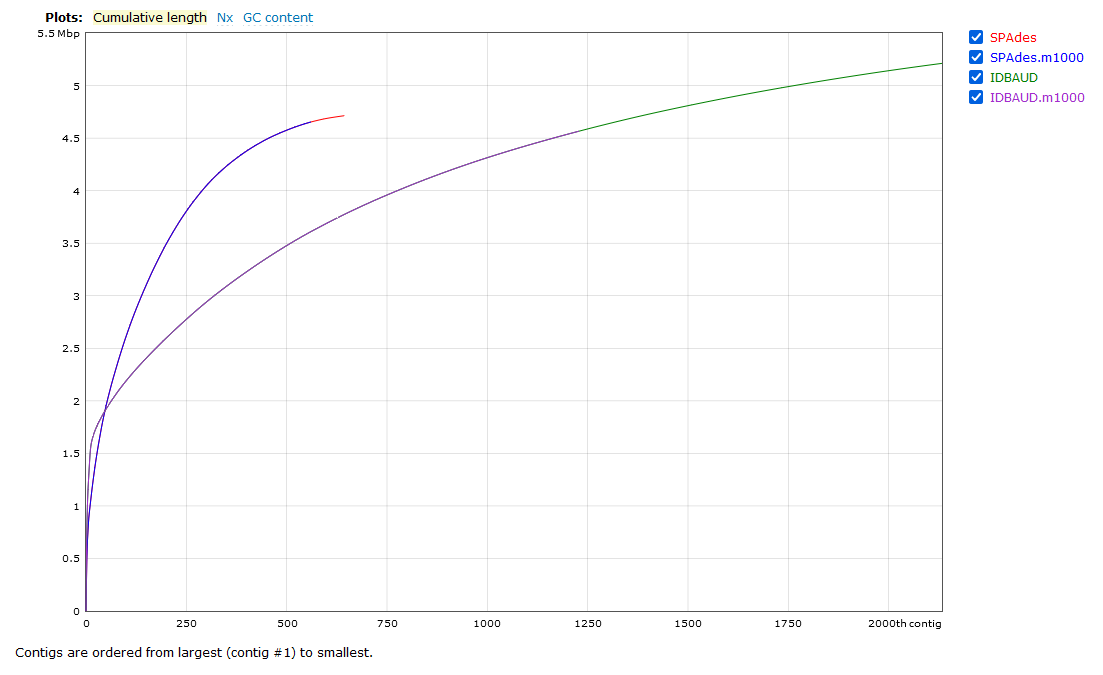 Plots: Cumulative length Nx GC content
5.5 Mbp
5
4.5
4
3.5
3
2.5
2
1.5
1
0.5
0
0 250 500 750 1000 1250 1500 1750 2000th contig
SPAdes
SPAdes.m1000
IDBAUD
IDBAUD.m1000
Contigs are ordered from largest (contig #1) to smallest.